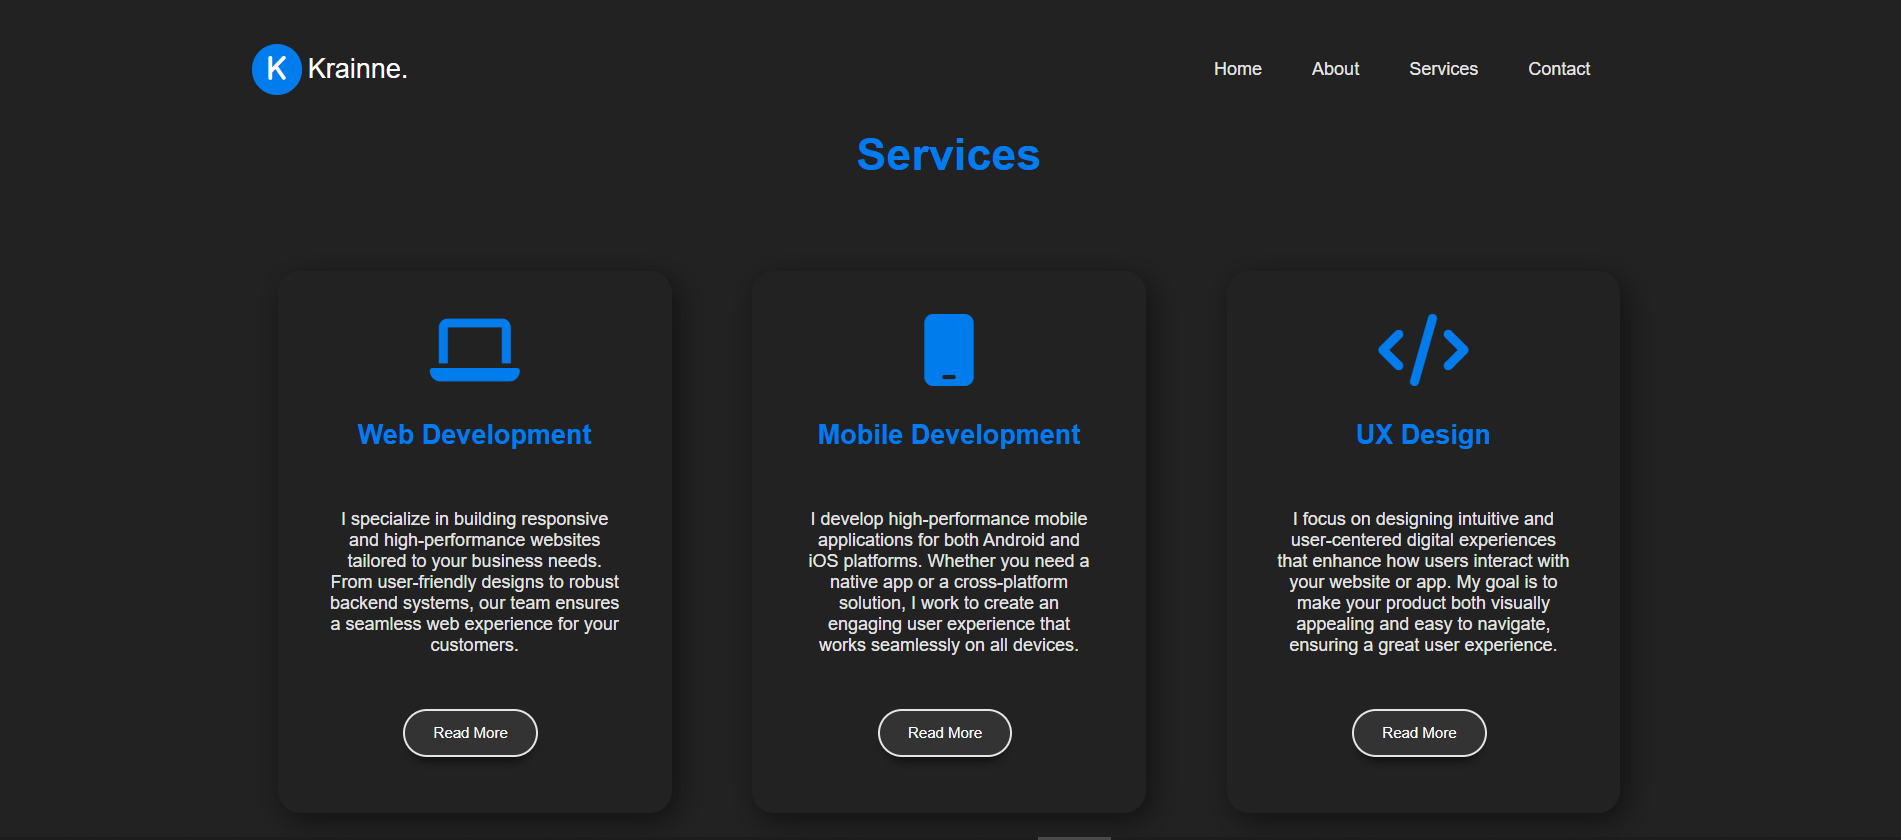 K Krainne.
Home About Services Contact
Services
Web Development
I specialize in building responsive
and high-performance websites
tailored to your business needs.
From user-friendly designs to robust
backend systems, our team ensures
a seamless web experience for your
customers.
Read More
Mobile Development
I develop high-performance mobile
applications for both Android and
iOS platforms. Whether you need a
native app or a cross-platform
solution, I work to create an
engaging user experience that
works seamlessly on all devices.
Read More
UX Design
I focus on designing intuitive and
user-centered digital experiences
that enhance how users interact with
your website or app. My goal is to
make your product both visually
appealing and easy to navigate,
ensuring a great user experience.
Read More